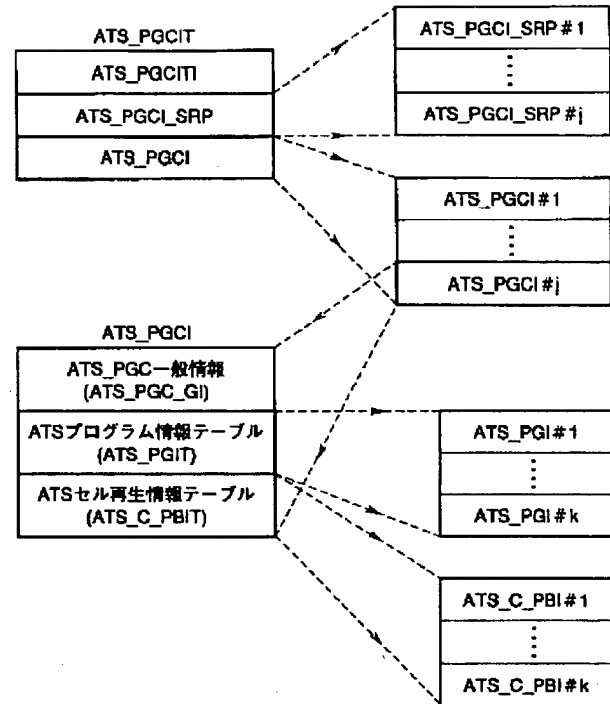 ATS_PGCIT
ATS_PGCITI
ATS_PGCI_SRP
ATS_PGCI
ATS_PGCI_SRP#1
ATS_PGCI_SRP#j
ATS_PGCI#1
ATS_PGCI#j
ATS_PGCI
ATS_PGC一般情報
(ATS_PGC_GI)
ATSプログラム情報テーブル
(ATS_PGIT)
ATSセル再生情報テーブル
(ATS_C_PBIT)
ATS_PGI#1
ATS_PGI#k
ATS_C_PBI#1
ATS_C_PBI#k